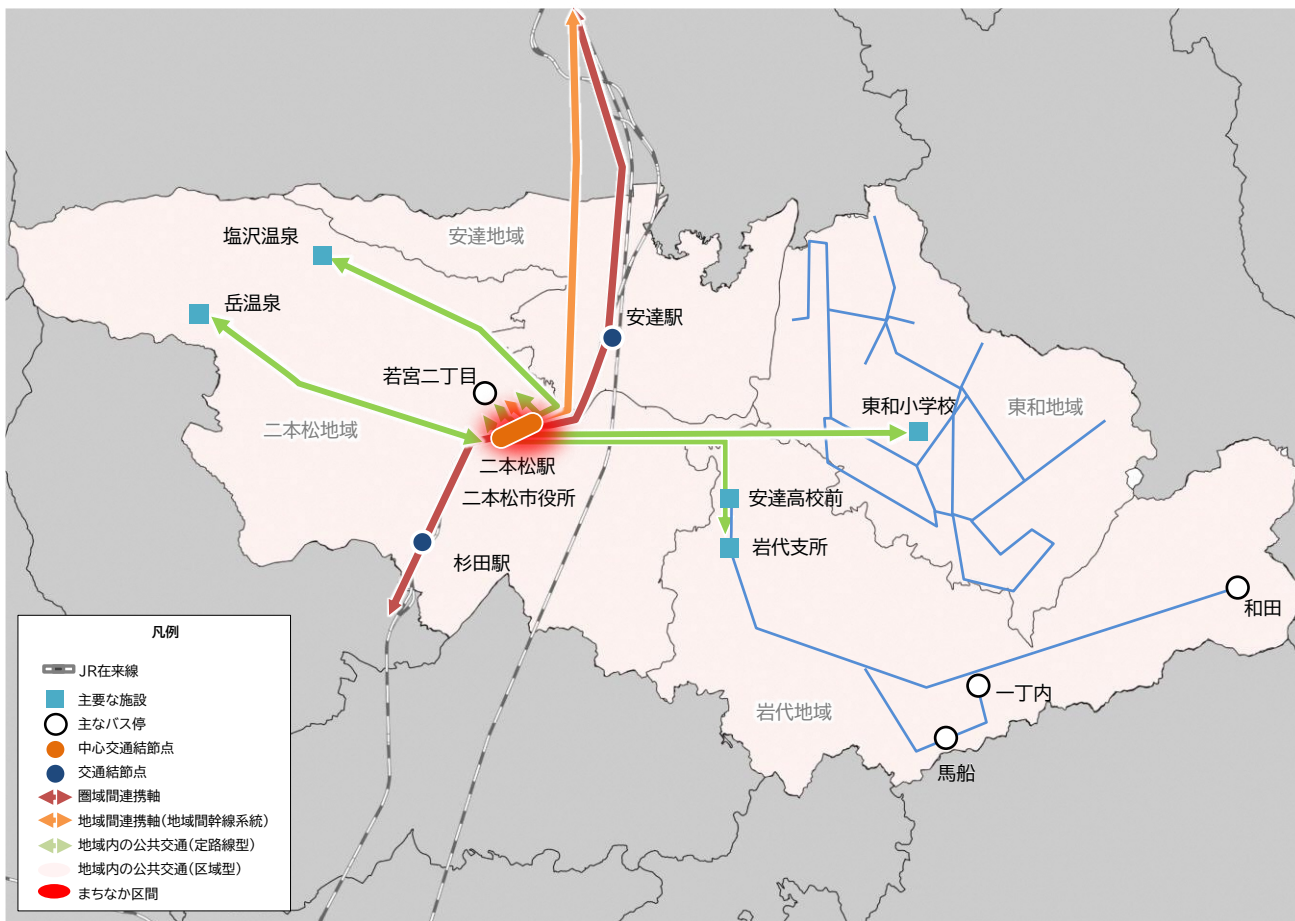 安達地域
塩沢温泉
岳温泉
安達駅
若宮二丁目
東和小学校
東和地域
二本松地域
二本松駅
二本松市役所
安達高校前
岩代支所
杉田駅
和田
一丁内
岩代地域
馬船
凡例
JR在来線
主要な施設
主なバス停
中心交通結節点
交通結節点
圏域間連携軸
地域間連携軸(地域間幹線系統)
地域内の公共交通(定路線型)
地域内の公共交通(区域型)
まちなか区間